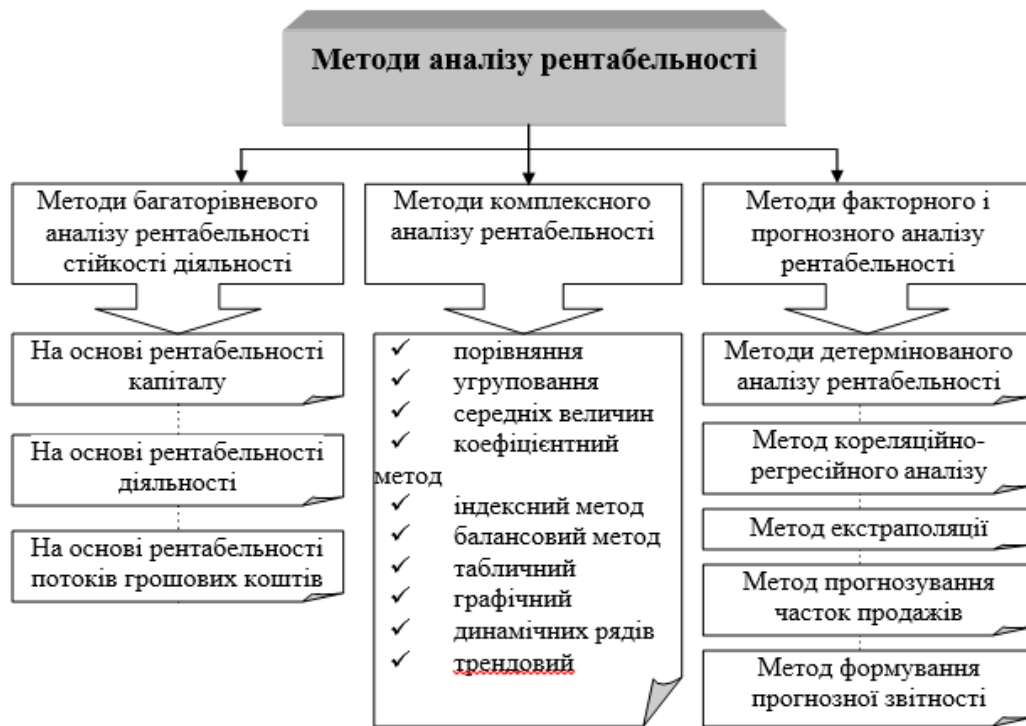 Методи аналізу рентабельності
Методи багаторівневого
аналізу рентабельності
стійкості діяльності
На основі рентабельності
капіталу
На основі рентабельності
діяльності
На основі рентабельності
потоків грошових коштів
Методи комплексного
аналізу рентабельності
✓ порівняння
✓ угруповання
✓ середніх величин
✓ коефіцієнтний
метод
✓ індексний метод
✓ балансовий метод
✓ табличний
✓ графічний
✓ динамічних рядів
✓ трендовий
Методи факторного і
прогнозного аналізу
рентабельності
Методи детермінованого
аналізу рентабельності
Метод кореляційно-
регресійного аналізу
Метод екстраполяції
Метод прогнозування
часток продажів
Метод формування
прогнозної звітності